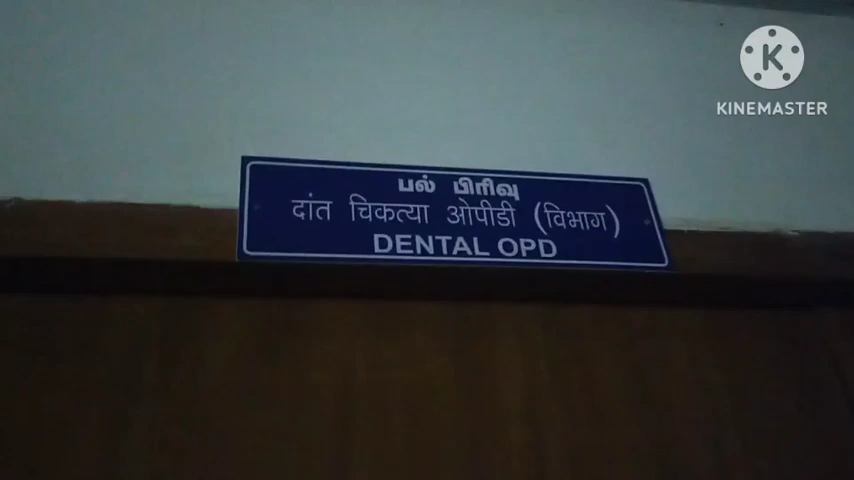 KINEMASTER
பல் பிரிவு
दांत चिकत्या ओपीडी (विभाग)
DENTAL OPD